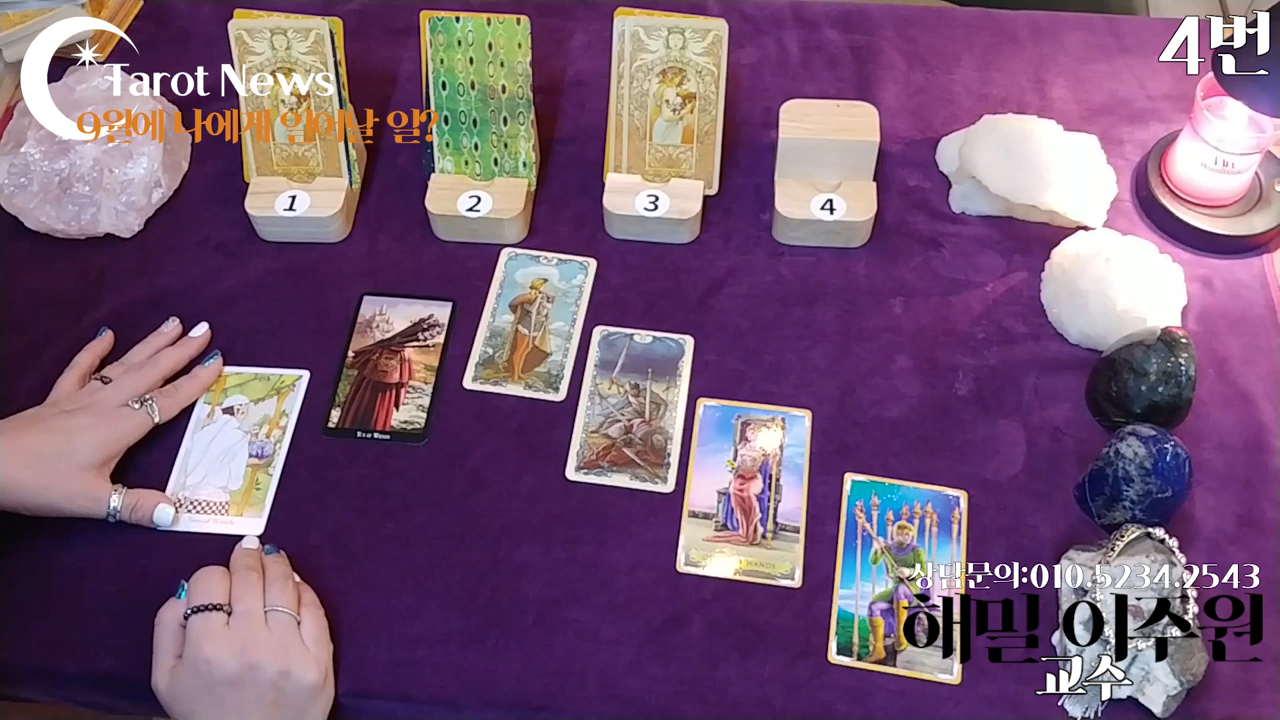 4번
Tarot News
9월에 나에게 일어날 일?
1
2
3
4
상담문의:010.5234.2543
해밀 이주원
교수